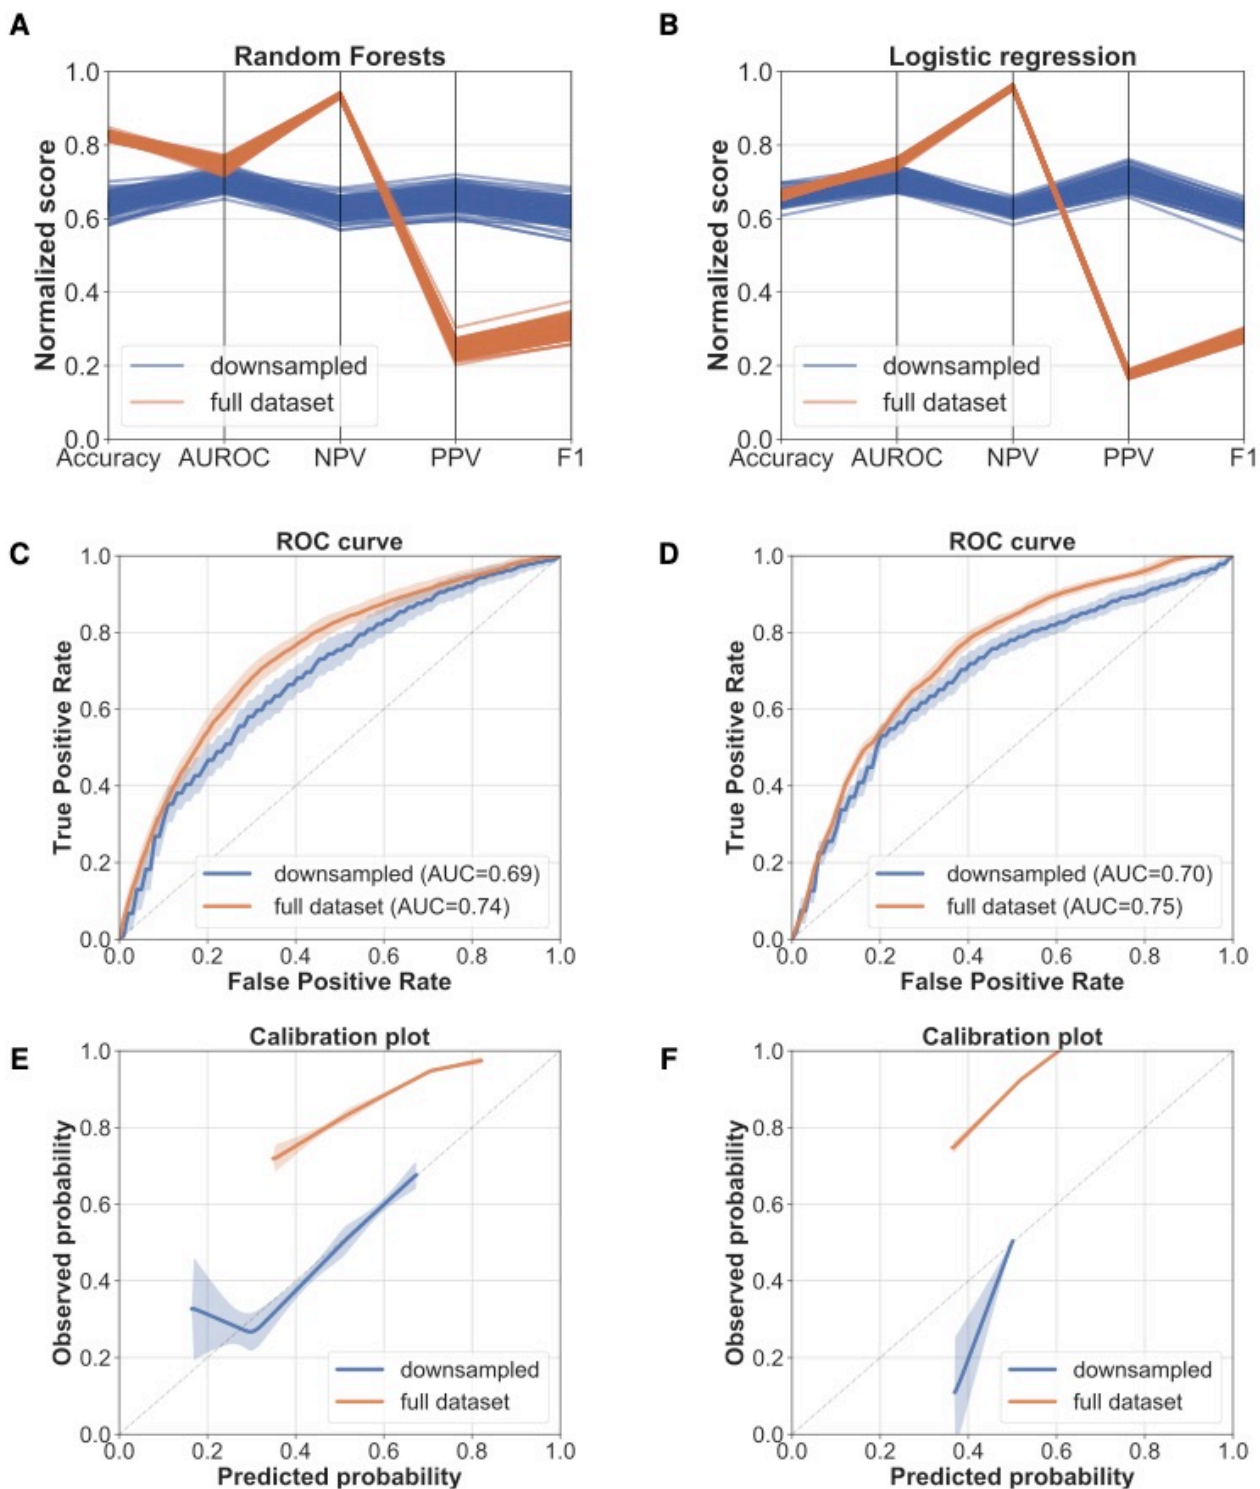 A
Random Forests
Normalized score
1.0
0.8
0.6
0.4
0.2
0.0
downsampled
full dataset
Accuracy AUROC NPV PPV F1
B
Logistic regression
Normalized score
1.0
0.8
0.6
0.4
0.2
0.0
downsampled
full dataset
Accuracy AUROC NPV PPV F1
C
ROC curve
True Positive Rate
1.0
0.8
0.6
0.4
0.2
0.0
downsampled (AUC=0.69)
full dataset (AUC=0.74)
0.0 0.2 0.4 0.6 0.8 1.0
False Positive Rate
D
ROC curve
True Positive Rate
1.0
0.8
0.6
0.4
0.2
0.0
downsampled (AUC=0.70)
full dataset (AUC=0.75)
0.0 0.2 0.4 0.6 0.8 1.0
False Positive Rate
E
Calibration plot
Observed probability
1.0
0.8
0.6
0.4
0.2
0.0
downsampled
full dataset
0.0 0.2 0.4 0.6 0.8 1.0
Predicted probability
F
Calibration plot
Observed probability
1.0
0.8
0.6
0.4
0.2
0.0
downsampled
full dataset
0.0 0.2 0.4 0.6 0.8 1.0
Predicted probability